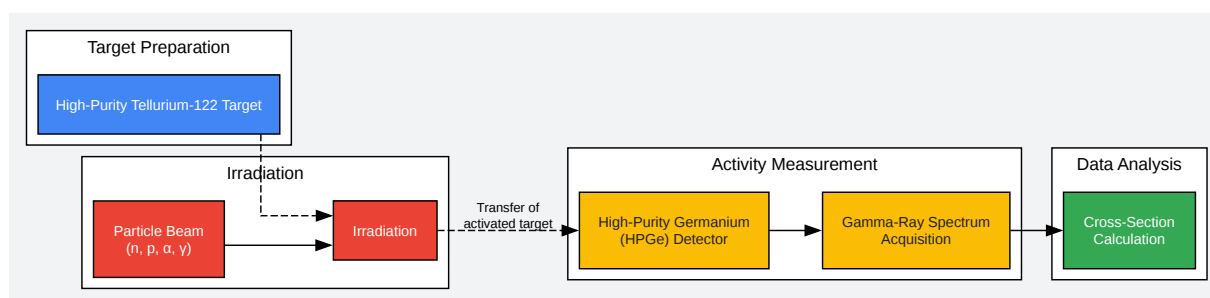 Target Preparation
High-Purity Tellurium-122 Target
Irradiation
Particle Beam
(n, p, α, γ)
Irradiation
Transfer of
activated target
Activity Measurement
High-Purity Germanium
(HPGe) Detector
Gamma-Ray Spectrum
Acquisition
Data Analysis
Cross-Section
Calculation